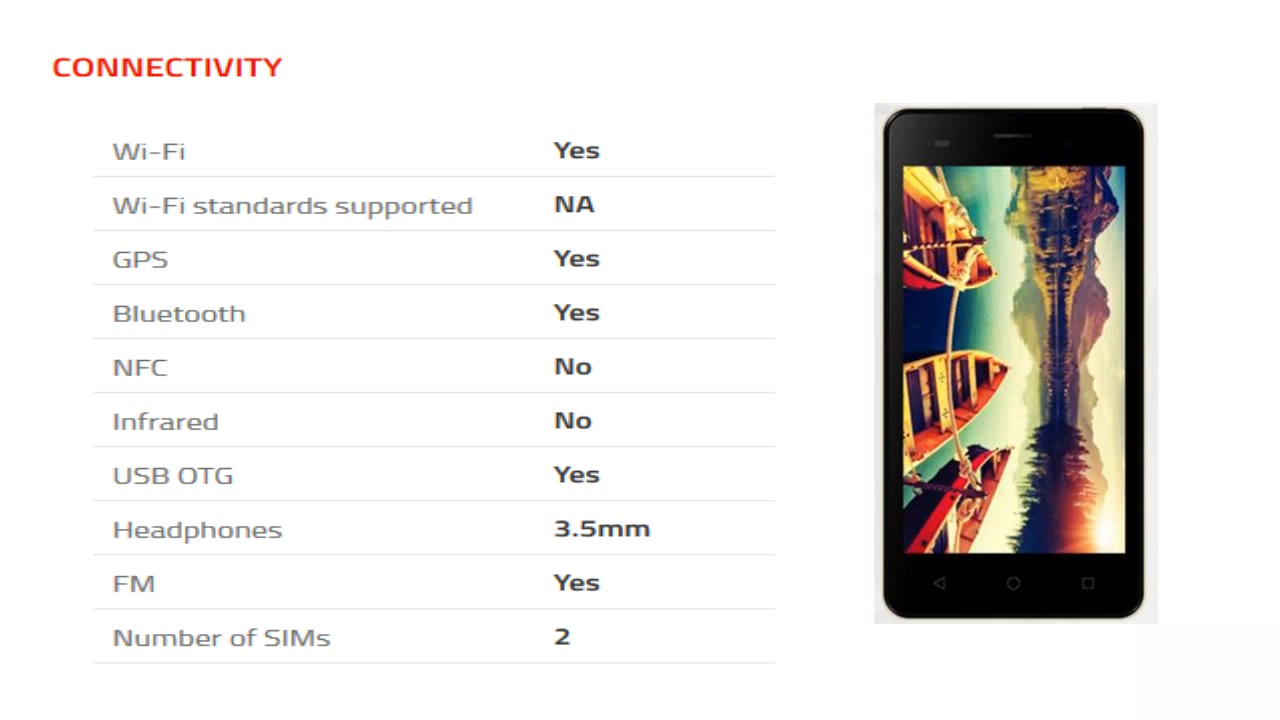 CONNECTIVITY
Wi-Fi Yes
Wi-Fi standards supported NA
GPS Yes
Bluetooth Yes
NFC No
Infrared No
USB OTG Yes
Headphones 3.5mm
FM Yes
Number of SIMs 2